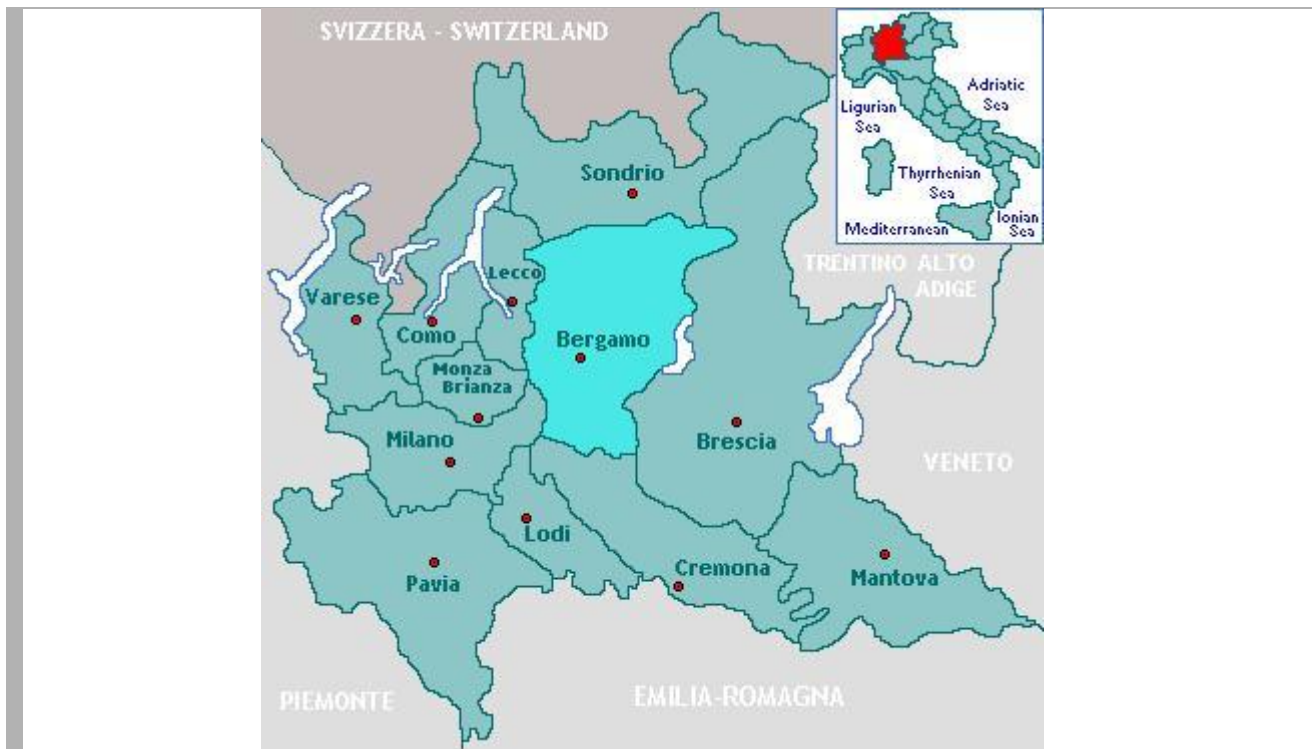 SVIZZERA - SWITZERLAND
Adriatic
Sea
Ligurian
Sea
Thyrrhenian
Sea
Ionian
Sea
Mediterranean
Sondrio
TRENTINO ALTO
ADIGE
Lecco
Varese
Como
Bergamo
Monza
Brianza
Milano
Brescia
VENETO
Lodi
Pavia
Cremona
Mantova
PIEMONTE
EMILIA-ROMAGNA